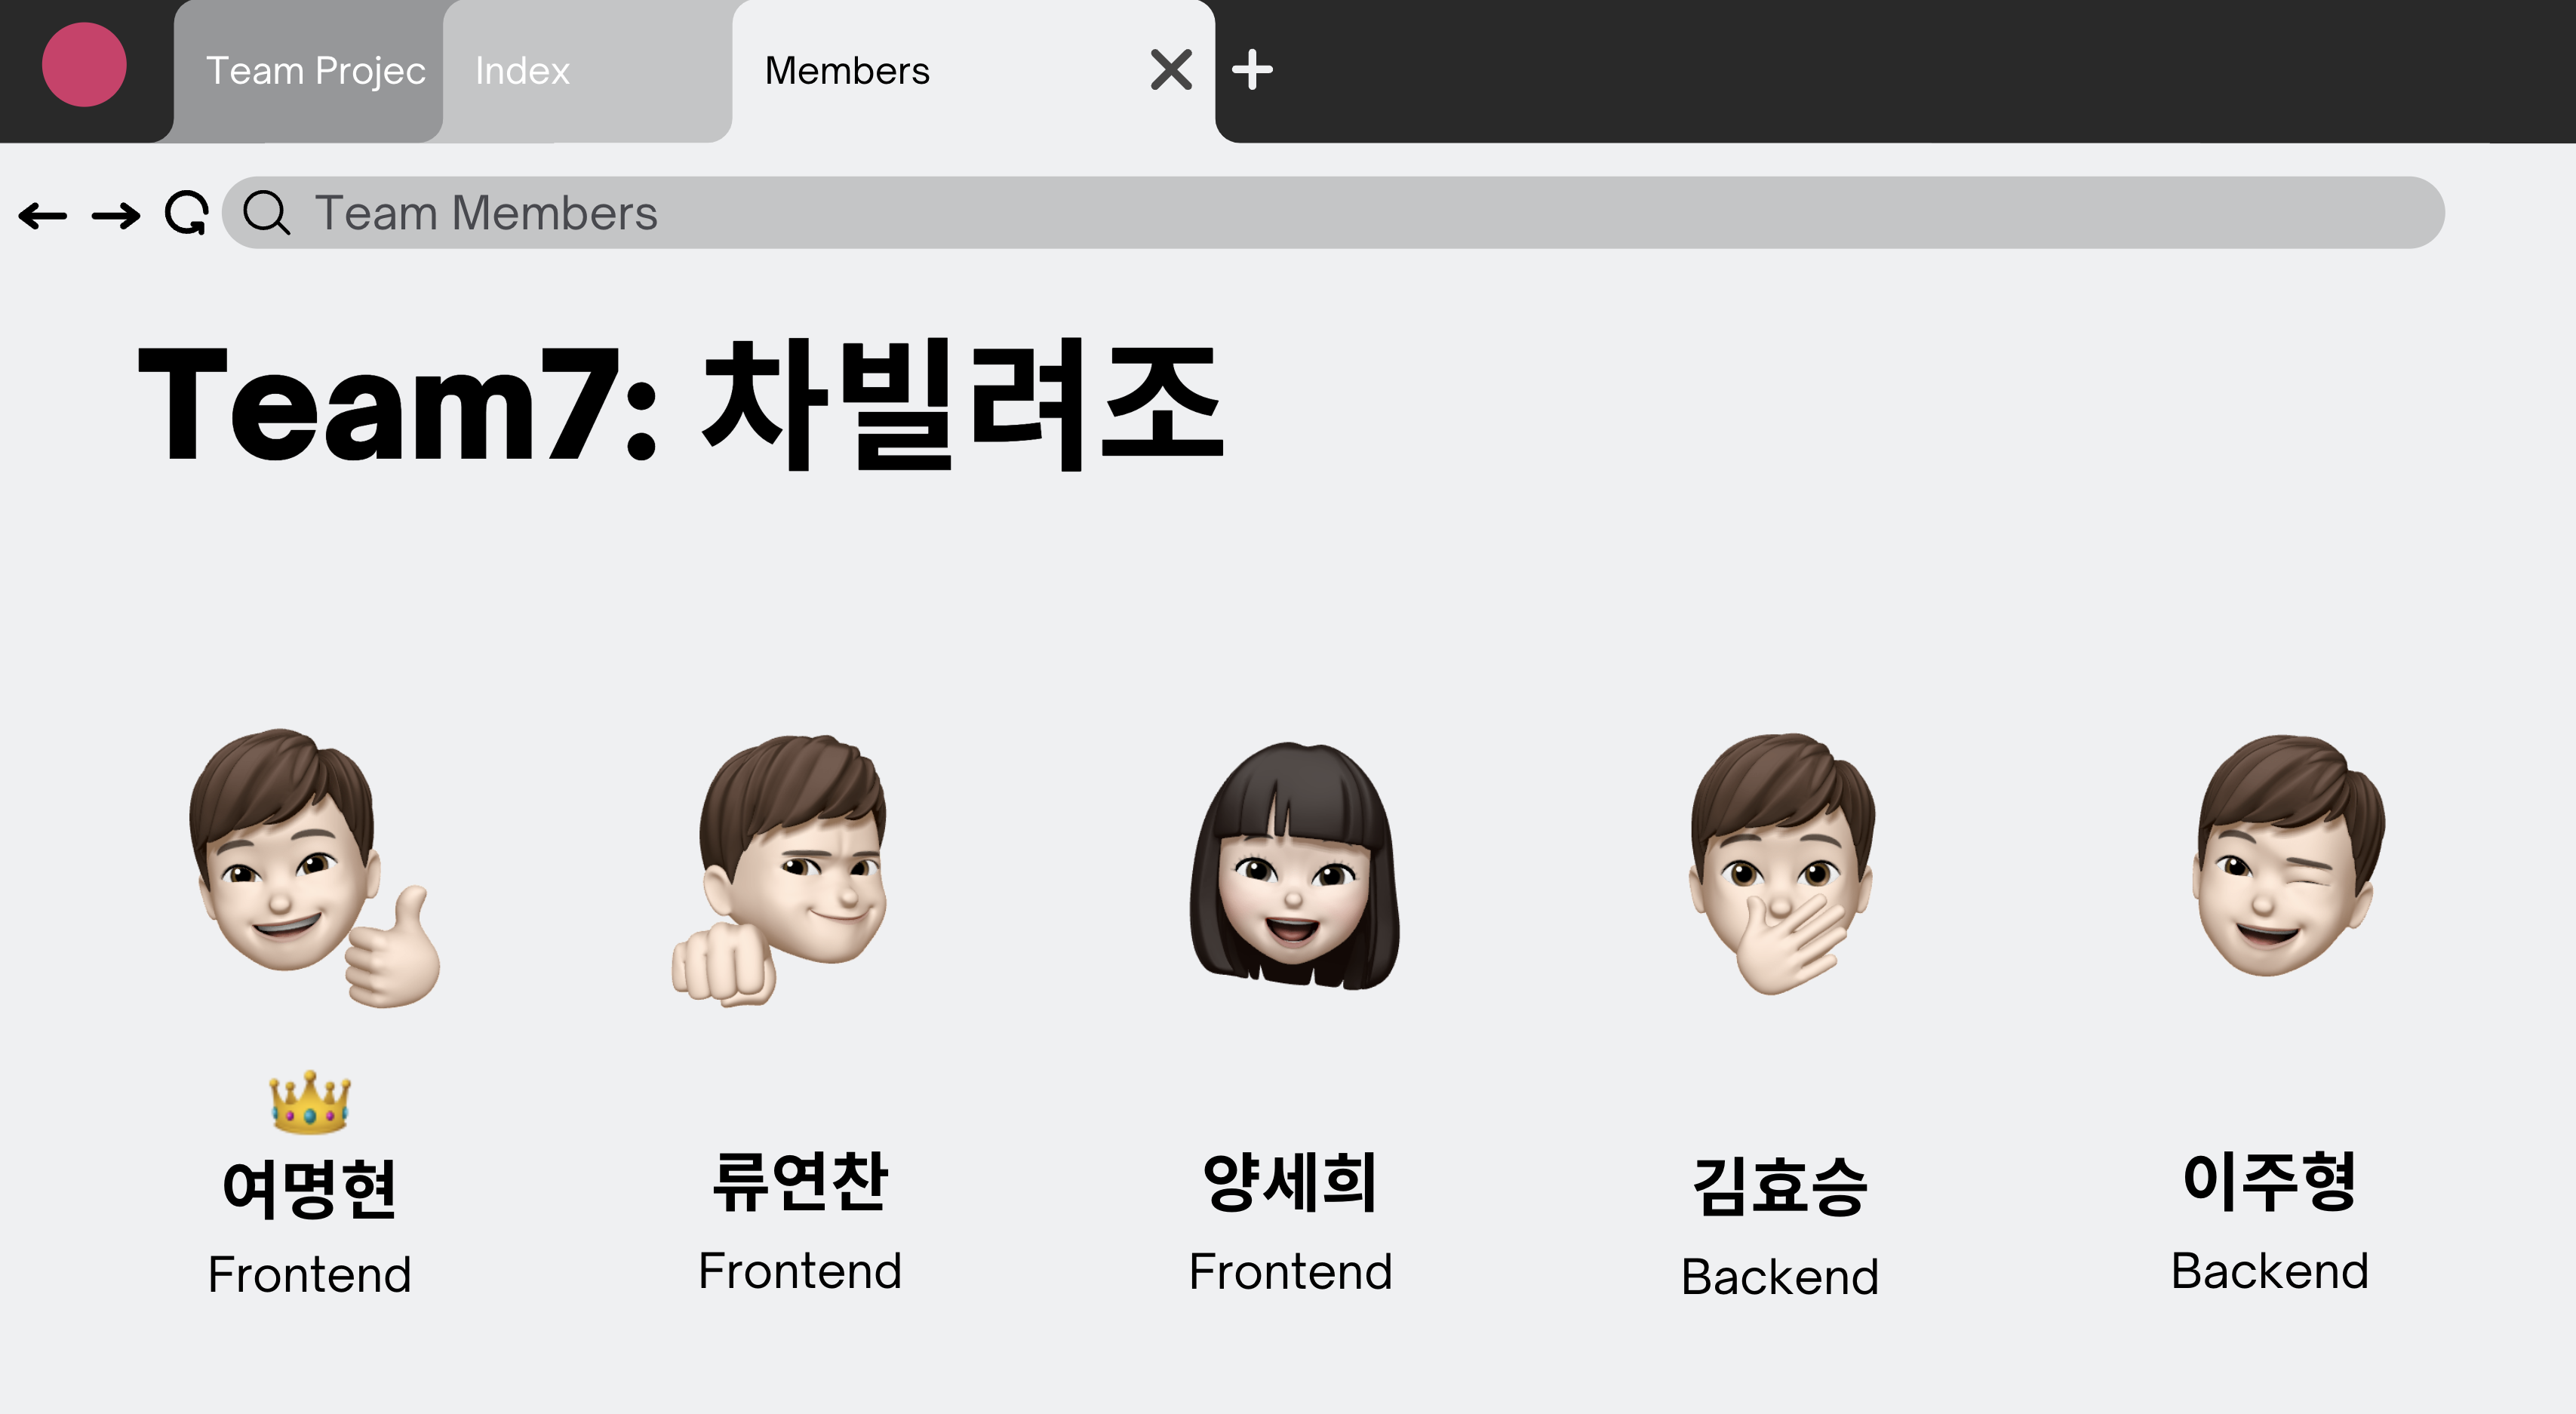 Team Projec
Index
Members
Team Members
Team7: 차빌려조
여명현
류연찬
양세희
김효승
이주형
Frontend
Frontend
Frontend
Backend
Backend